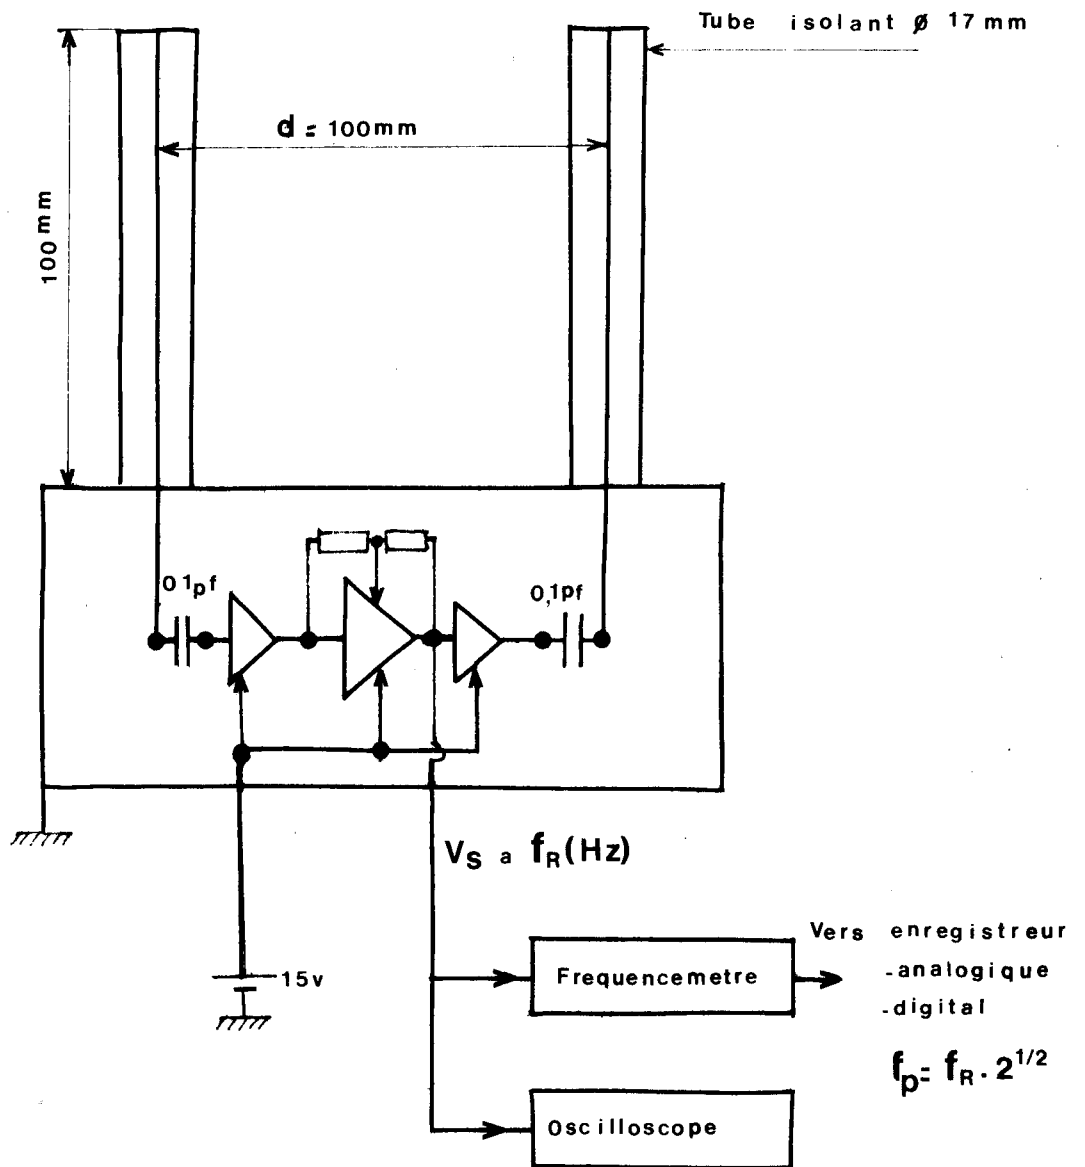 Tube isolant ø 17 mm
d = 100mm
100 mm
0 1pf
0,1pf
Vs a fR (Hz)
15v
Frequencemetre
Vers enregistreur
-analogique
-digital
fp = fR . 2^1/2
Oscilloscope